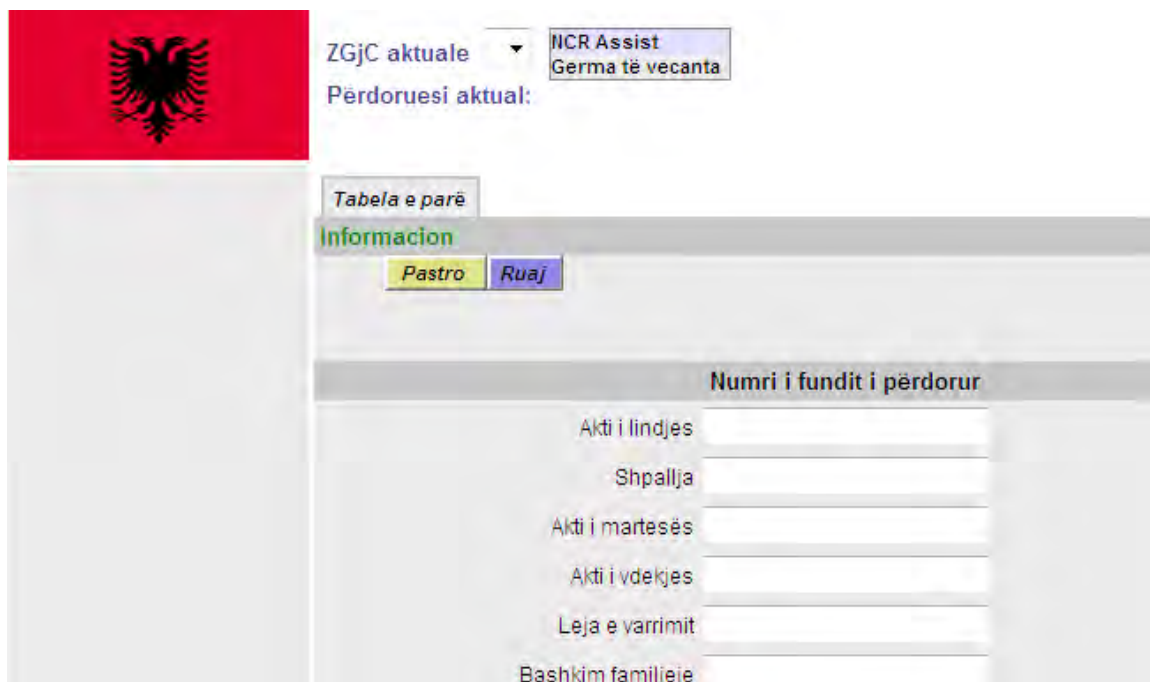 ZGjC aktuale
NCR Assist
Germa të vecanta
Përdoruesi aktual:
Tabela e parë
Informacion
Pastro Ruaj
Numri i fundit i përdorur
Akti i lindjes
Shpallja
Akti i martesës
Akti i vdekjes
Leja e varrimit
Bashkim familjeje